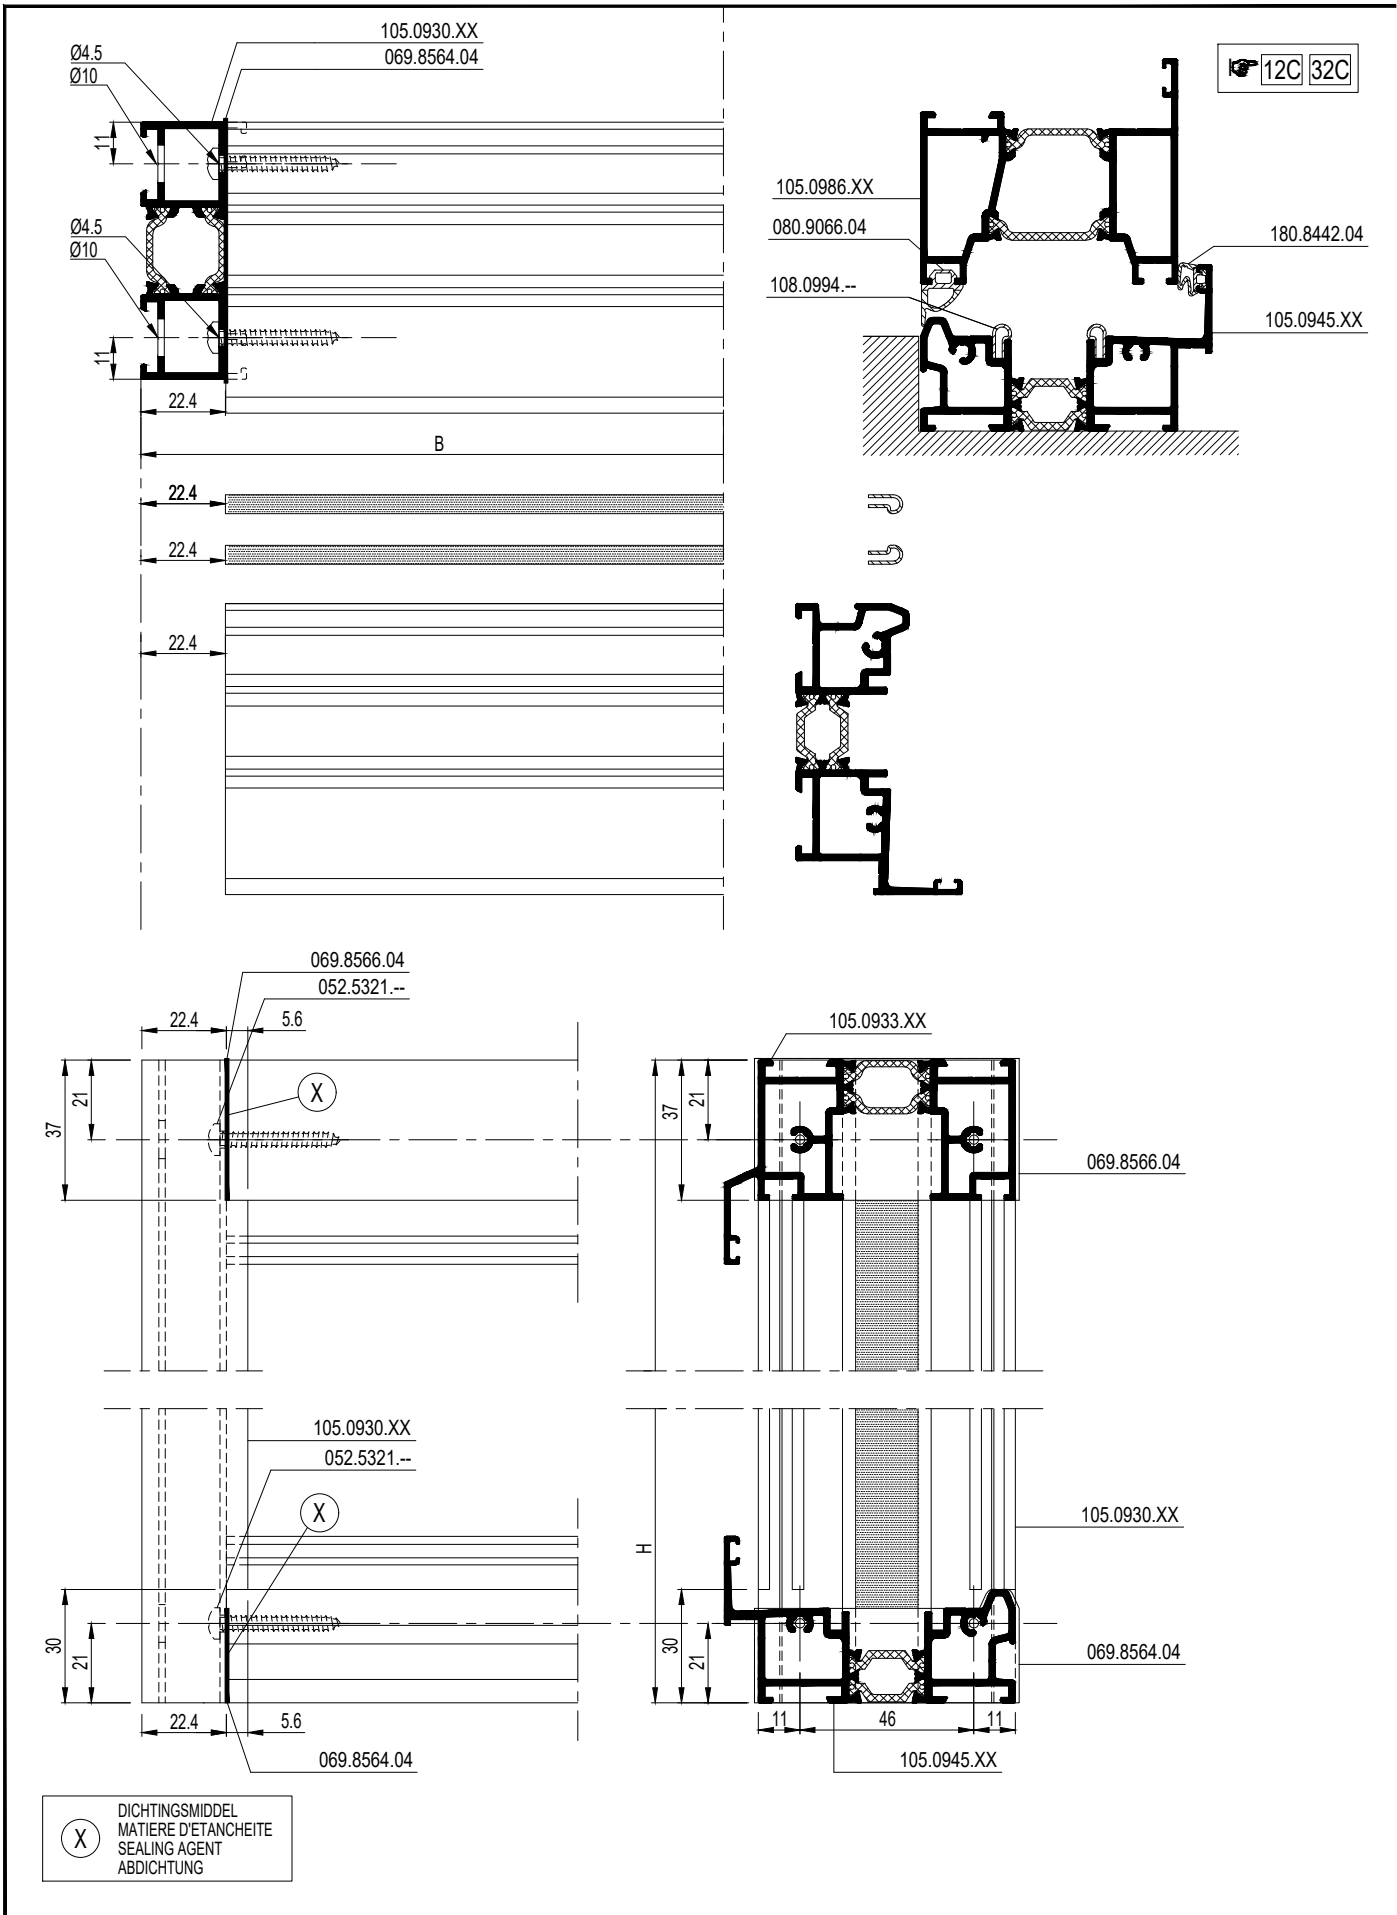 105.0930.XX
069.8564.04
Ø4.5
Ø10
11
Ø4.5
Ø10
11
22.4
B
22.4
22.4
22.4
12C 32C
105.0986.XX
080.9066.04
108.0994.--
180.8442.04
105.0945.XX
069.8566.04
052.5321.--
22.4
5.6
37
21
X
105.0933.XX
37
21
069.8566.04
105.0930.XX
052.5321.--
X
30
21
22.4
5.6
069.8564.04
H
105.0930.XX
30
21
069.8564.04
11
46
11
105.0945.XX
X
DICHTINGSMIDDEL
MATIERE D'ETANCHEITE
SEALING AGENT
ABDICHTUNG